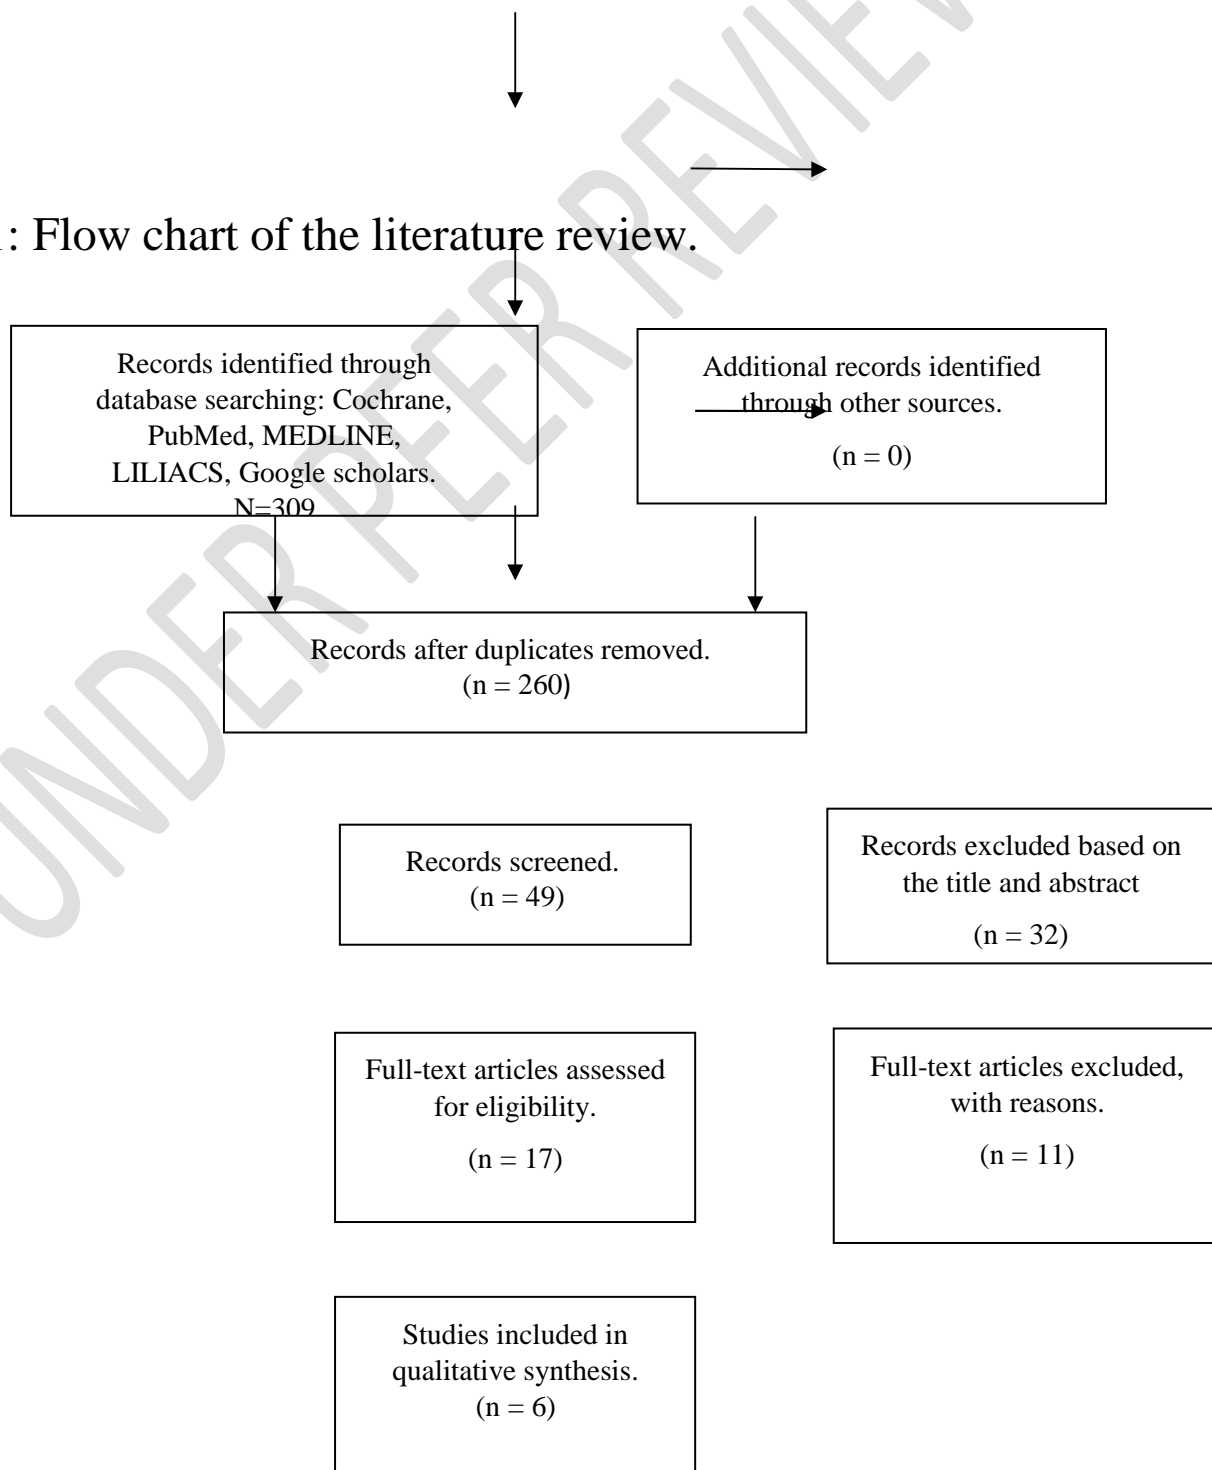 : Flow chart of the literature review.
Records identified through
database searching: Cochrane,
PubMed, MEDLINE,
LILIACS, Google scholars.
N=309
Additional records identified
through other sources.
(n = 0)
Records after duplicates removed.
(n = 260)
Records screened.
(n = 49)
Records excluded based on
the title and abstract
(n = 32)
Full-text articles assessed
for eligibility.
(n = 17)
Full-text articles excluded,
with reasons.
(n = 11)
Studies included in
qualitative synthesis.
(n = 6)
UNDER PEER REVIEW